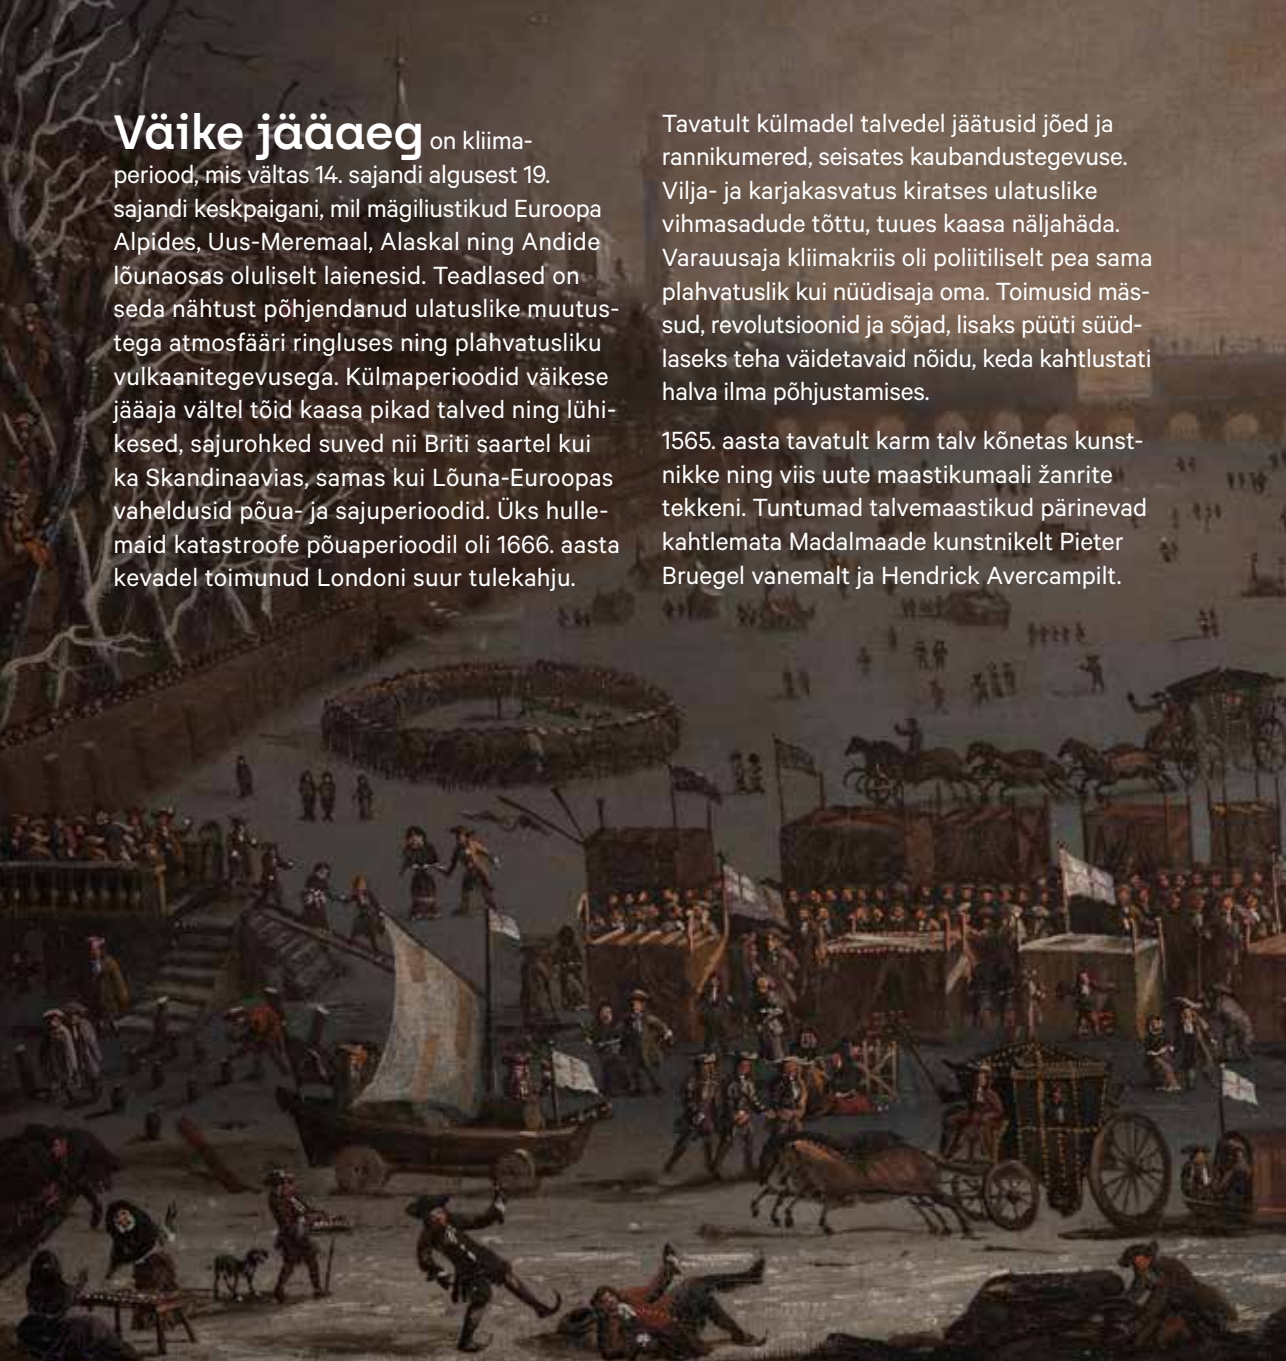 Väike jääaeg on kliima-
periood, mis vältas 14. sajandi algusest 19.
sajandi keskpaigani, mil mägiliustikud Euroopa
Alpides, Uus-Meremaal, Alaskal ning Andide
lõunaosas oluliselt laienesid. Teadlased on
seda nähtust põhjendanud ulatuslike muutus-
tega atmosfääri ringluses ning plahvatusliku
vulkaanitegevusega. Külmaperioodid väikese
jääaja vältel tõid kaasa pikad talved ning lühi-
kesed, sajurohked suved nii Briti saartel kui
ka Skandinaavias, samas kui Lõuna-Euroopas
vaheldusid põua- ja sajuperioodid. Üks hulle-
maid katastroofe põuaperioodil oli 1666. aasta
kevadel toimunud Londoni suur tulekahju.
Tavatult külmadel talvedel jäätusid jõed ja
rannikumered, seisates kaubandustegevuse.
Vilja- ja karjakasvatus kiratses ulatuslike
vihmasadude tõttu, tuues kaasa näljahäda.
Varauusaja kliimakriis oli poliitiliselt pea sama
plahvatuslik kui nüüdisaja oma. Toimusid mäs-
sud, revolutsioonid ja sõjad, lisaks püüti süüd-
laseks teha väidetavaid nõidu, keda kahtlustati
halva ilma põhjustamises.
1565. aasta tavatult karm talv kõnetas kunst-
nikke ning viis uute maastikumaali žanrite
tekkeni. Tuntumad talvemaastikud pärinevad
kahtlemata Madalmaade kunstnikelt Pieter
Bruegel vanemalt ja Hendrick Avercampilt.